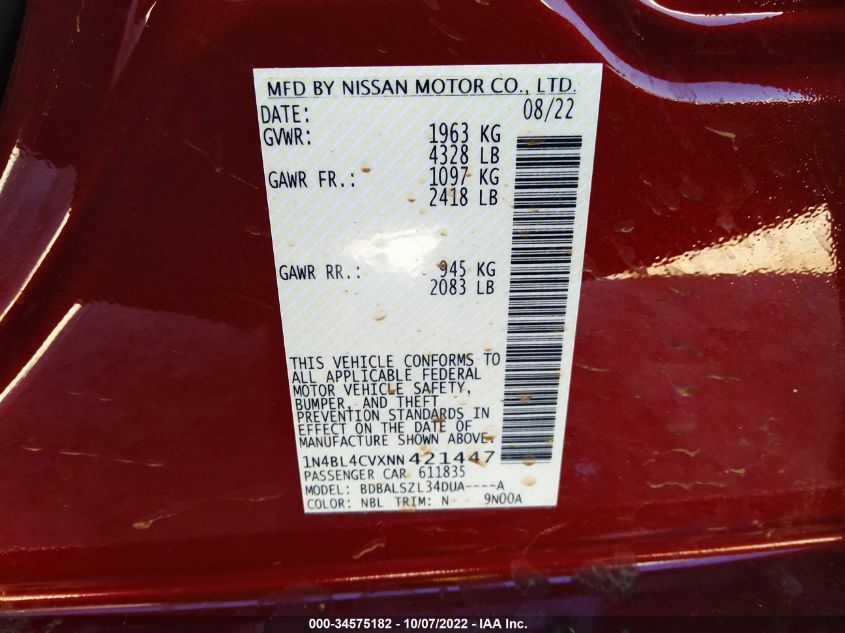 MFD BY NISSAN MOTOR CO., LTD.
DATE: 08/22
GVWR: 1963 KG
4328 LB
GAWR FR.: 1097 KG
2418 LB
GAWR RR.: 945 KG
2083 LB
THIS VEHICLE CONFORMS TO
ALL APPLICABLE FEDERAL
MOTOR VEHICLE SAFETY,
BUMPER, AND THEFT
PREVENTION STANDARDS IN
EFFECT ON THE DATE OF
MANUFACTURE SHOWN ABOVE.
1N4BL4CVXNN421447
PASSENGER CAR 611835
MODEL: BDBALSZL34DUA----A
COLOR: NBL TRIM: N 9N00A
000-34575182 - 10/07/2022 - IAA Inc.